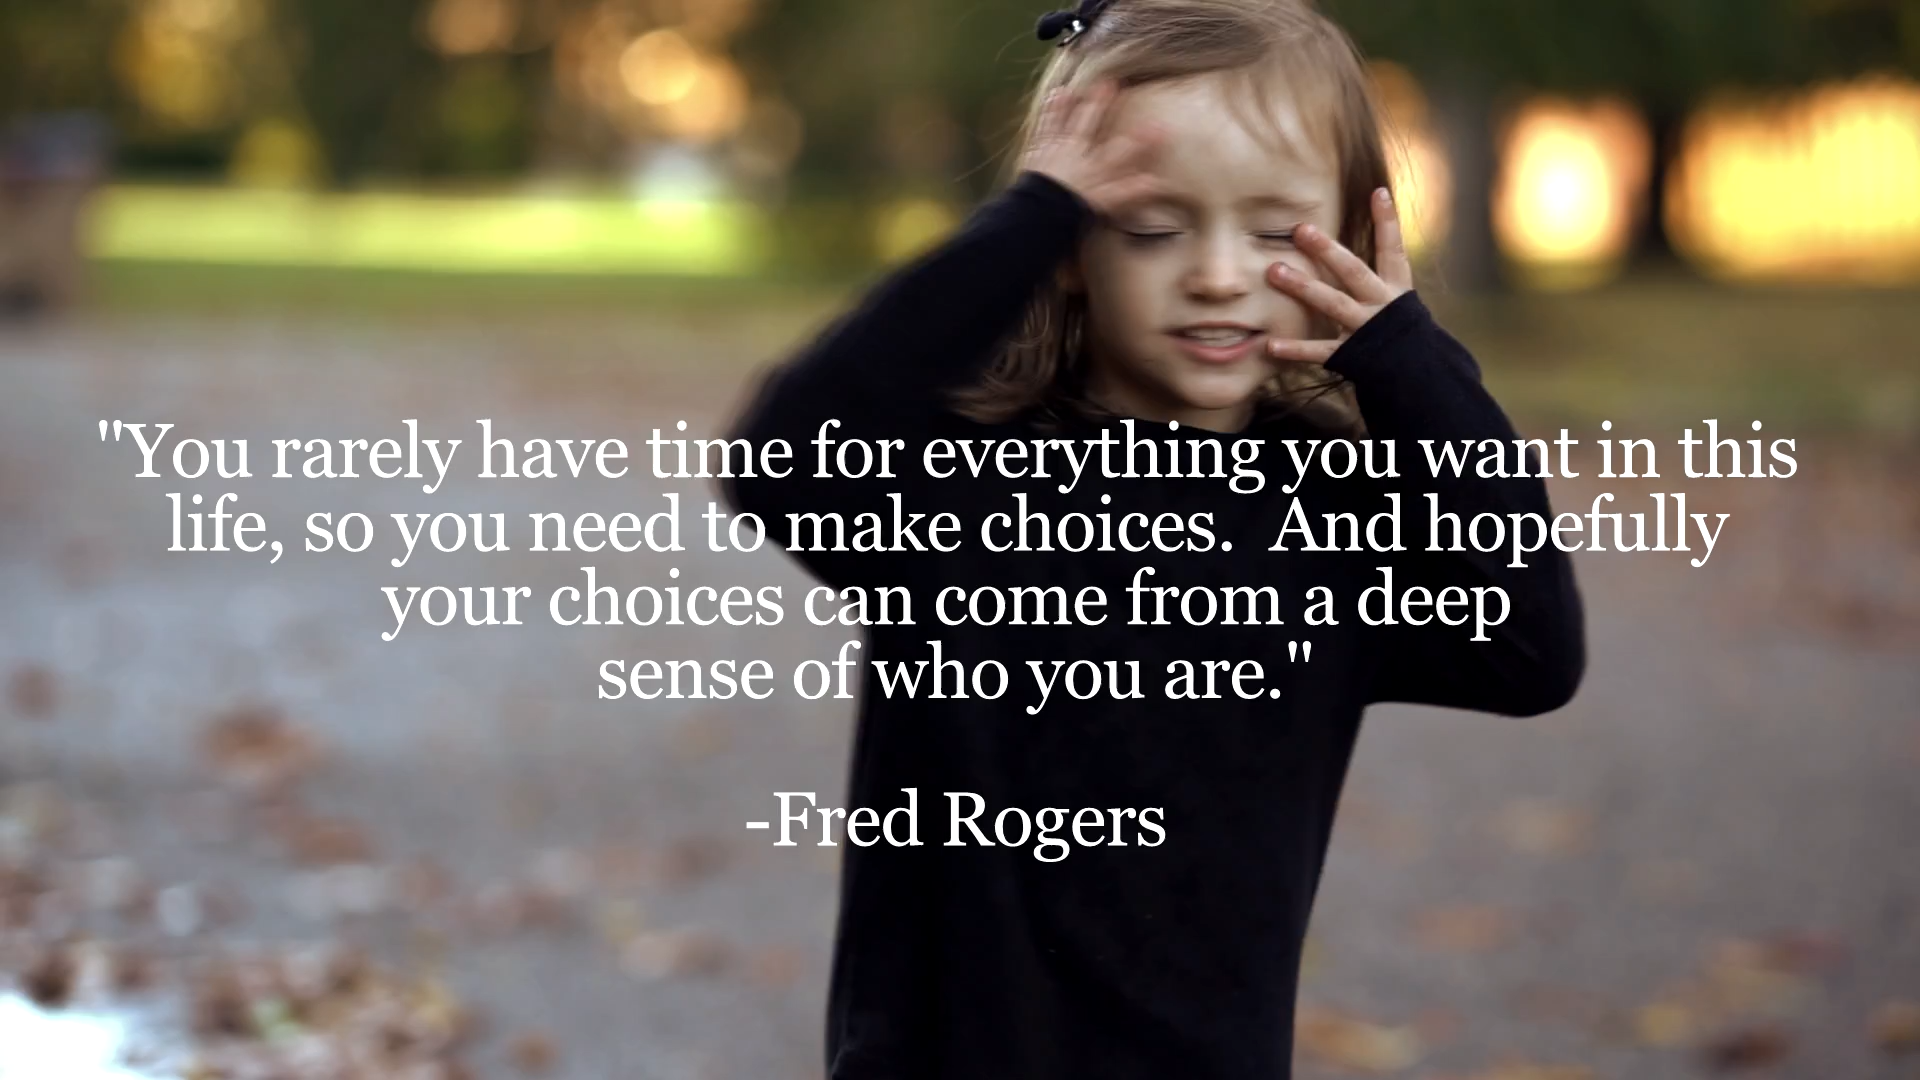 "You rarely have time for everything you want in this
life, so you need to make choices.  And hopefully
your choices can come from a deep
sense of who you are."
-Fred Rogers